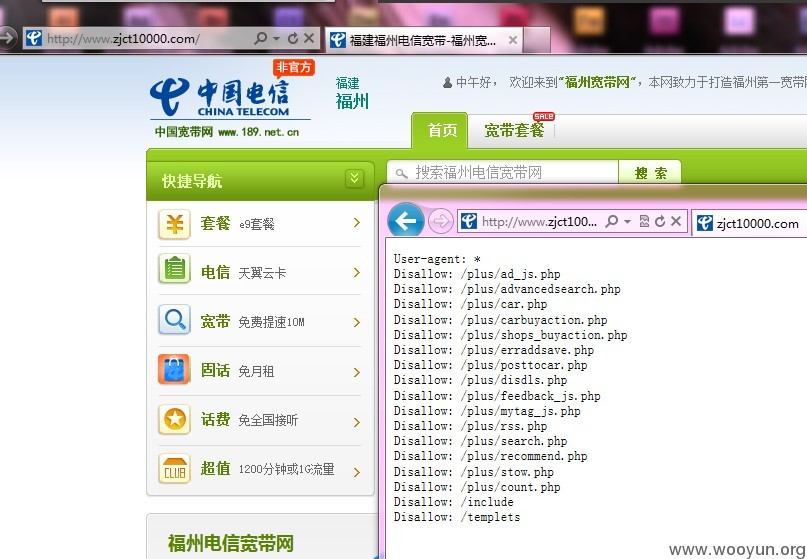 http://www.zjct10000.com/
福建福州电信宽带-福州宽...
非官方
中国电信
CHINA TELECOM
中国宽带网 www.189.net.cn
福建
福州
中午好， 欢迎来到“福州宽带网“，本网致力于打造福州第一宽带网
首页
宽带套餐
SALE
快捷导航
搜索福州电信宽带网
搜 索
套餐 e9套餐
电信 天翼云卡
宽带 免费提速10M
固话 免月租
话费 免全国接听
CLUB
超值 1200分钟或1G流量
福州电信宽带网
http://www.zjct100...
zjct10000.com
User-agent: *
Disallow: /plus/ad_js.php
Disallow: /plus/advancedsearch.php
Disallow: /plus/car.php
Disallow: /plus/carbuyaction.php
Disallow: /plus/shops_buyaction.php
Disallow: /plus/erraddsave.php
Disallow: /plus/posttocar.php
Disallow: /plus/disdls.php
Disallow: /plus/feedback_js.php
Disallow: /plus/mytag_js.php
Disallow: /plus/rss.php
Disallow: /plus/search.php
Disallow: /plus/recommend.php
Disallow: /plus/stow.php
Disallow: /plus/count.php
Disallow: /include
Disallow: /templets
www.wooyun.org